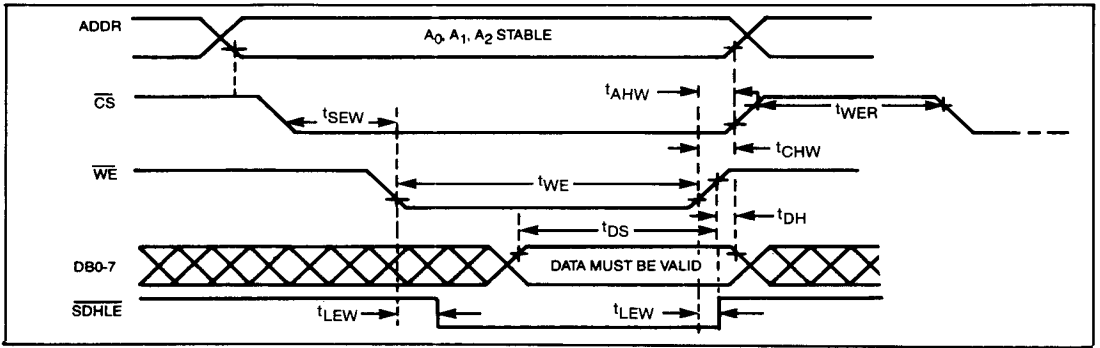 ADDR
A0, A1, A2 STABLE
tAHW
CS
tSEW
tWER
tCHW
WE
tWE
tDH
tDS
DB0-7
DATA MUST BE VALID
SDHLE
tLEW
tLEW